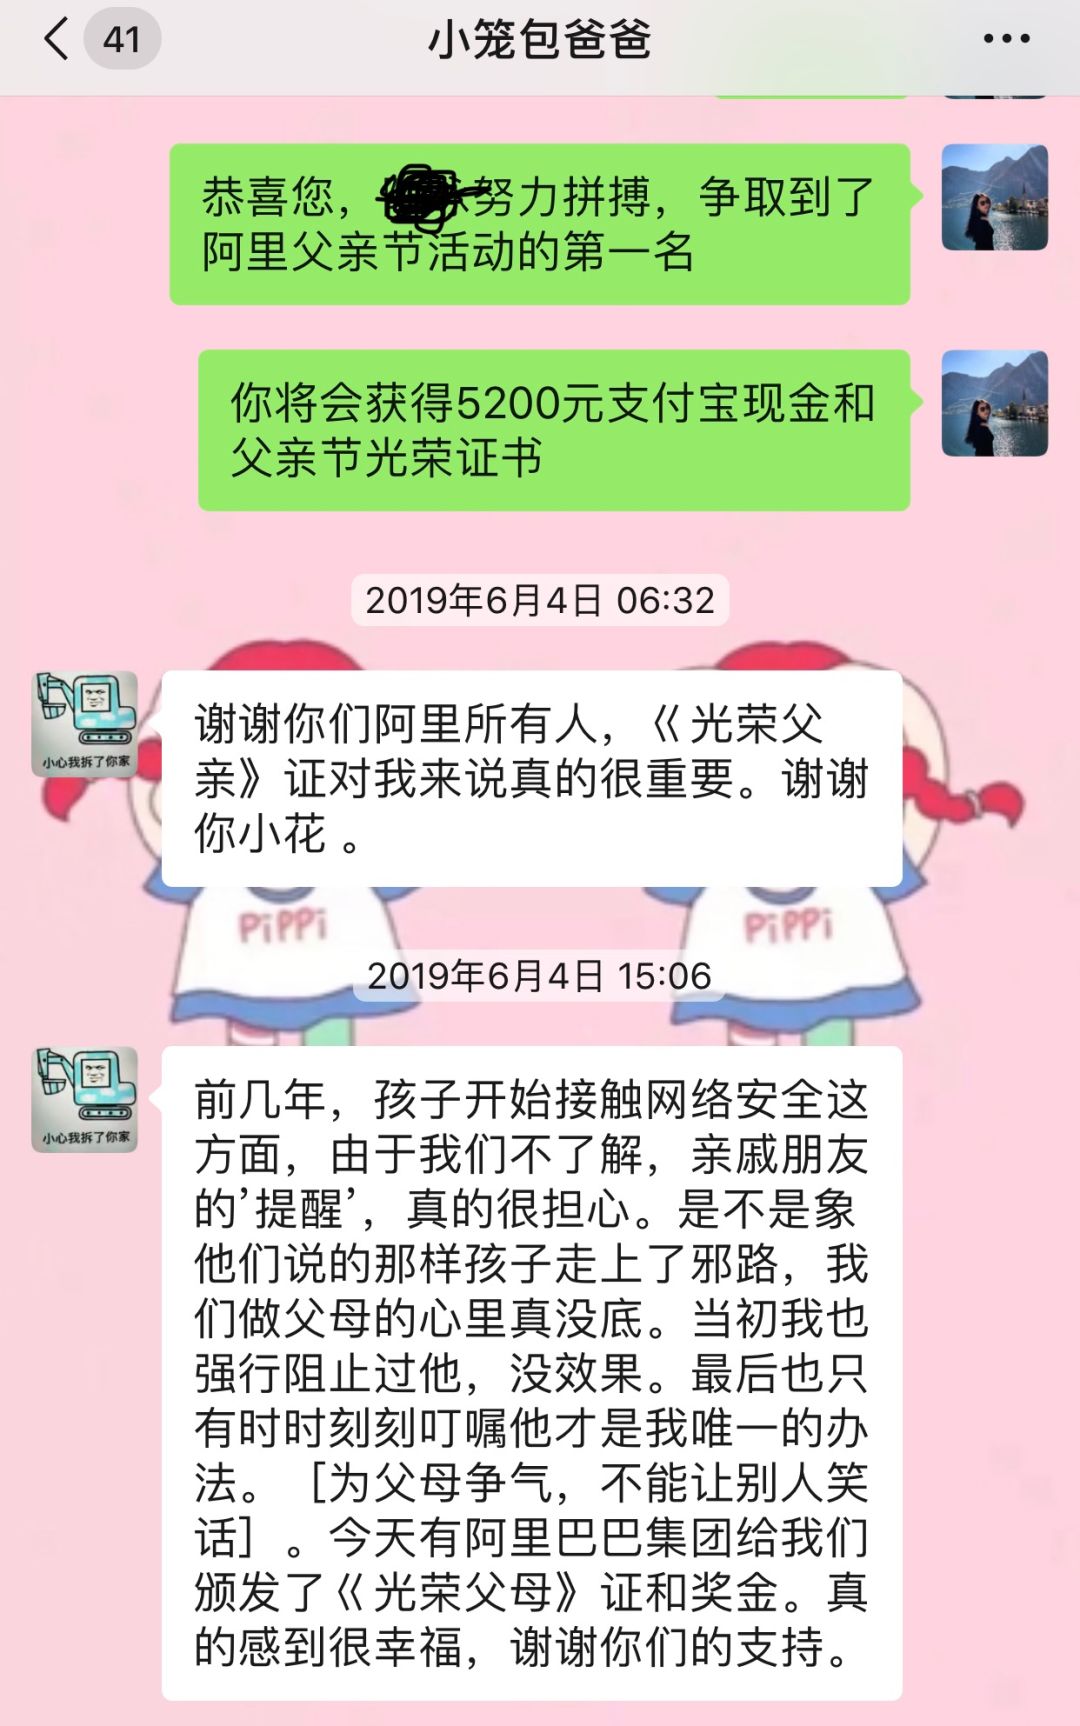 41
小笼包爸爸
恭喜您，努力拼搏，争取到了
阿里父亲节活动的第一名
你将会获得5200元支付宝现金和
父亲节光荣证书
2019年6月4日 06:32
小心我拆了你家
谢谢你们阿里所有人，《光荣父
亲》证对我来说真的很重要。谢谢
你小花 。
PiPPi
PiPPi
2019年6月4日 15:06
小心我拆了你家
前几年，孩子开始接触网络安全这
方面，由于我们不了解，亲戚朋友
的’提醒’，真的很担心。是不是象
他们说的那样孩子走上了邪路，我
们做父母的心里真没底。当初我也
强行阻止过他，没效果。最后也只
有时时刻刻叮嘱他才是我唯一的办
法。［为父母争气，不能让别人笑
话］。今天有阿里巴巴集团给我们
颁发了《光荣父母》证和奖金。真
的感到很幸福，谢谢你们的支持。